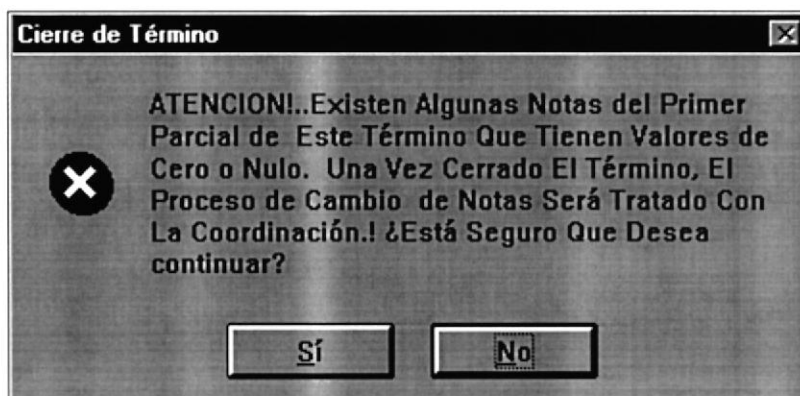 Cierre de Término
ATENCION!..Existen Algunas Notas del Primer
Parcial de Este Término Que Tienen Valores de
Cero o Nulo. Una Vez Cerrado El Término, El
Proceso de Cambio de Notas Será Tratado Con
La Coordinación.! ¿Está Seguro Que Desea
continuar?
Sí
No